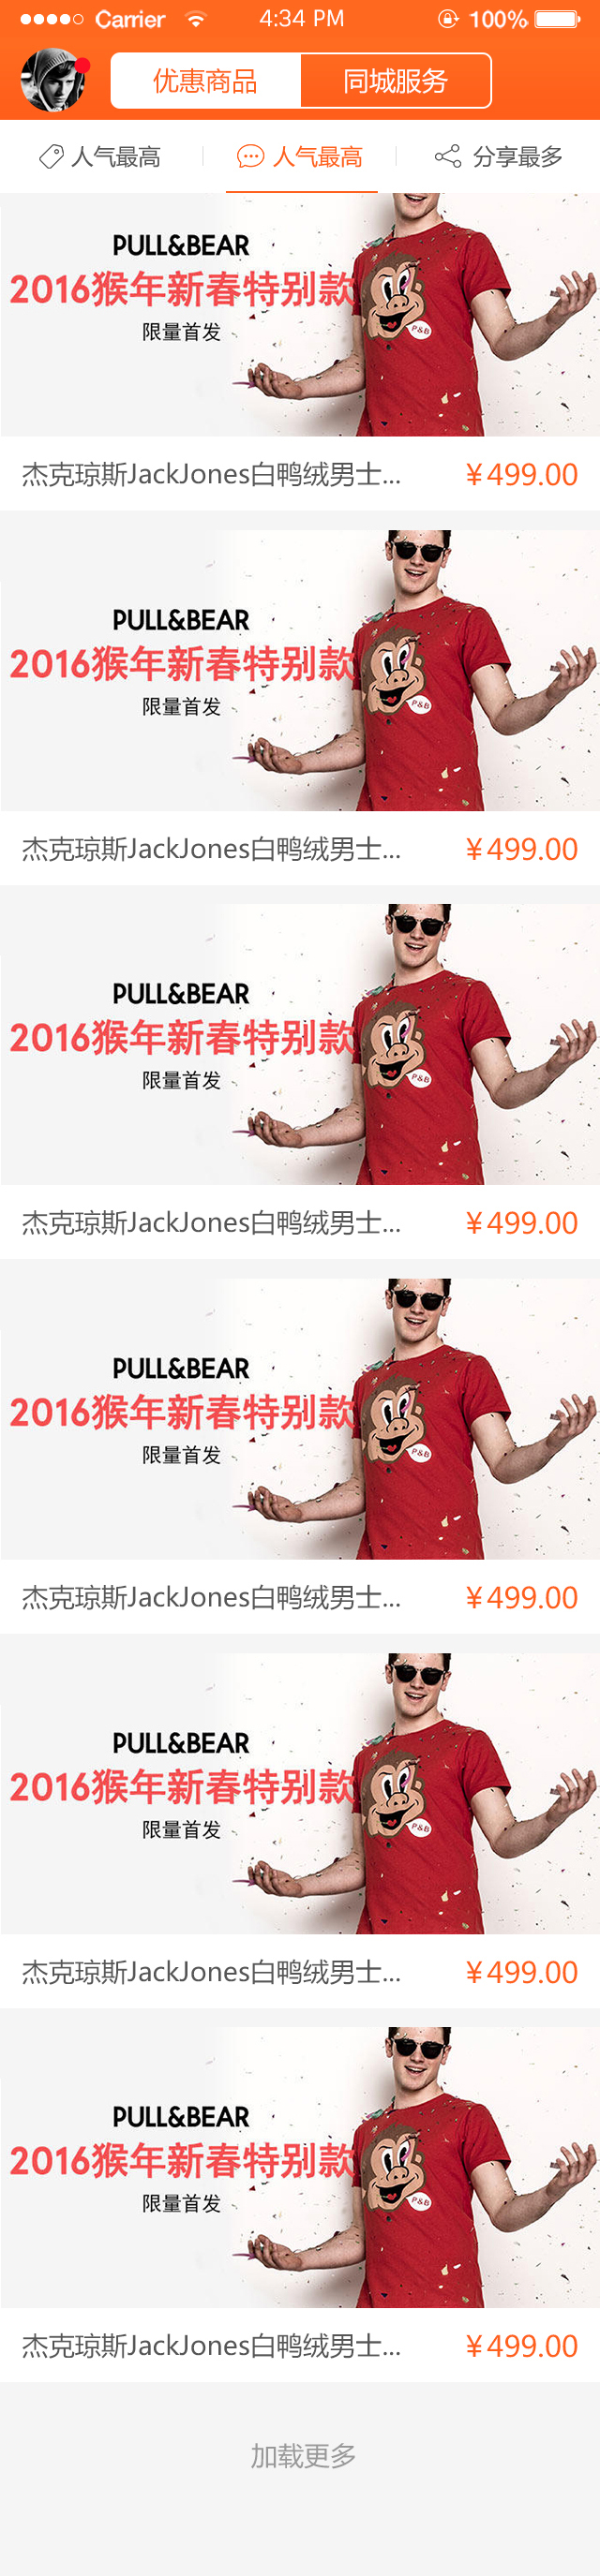 Carrier 4:34 PM 100%
优惠商品 同城服务
人气最高 人气最高 分享最多
PULL&BEAR
2016猴年新春特别款
限量首发
P&B
杰克琼斯JackJones白鸭绒男士... ¥499.00
PULL&BEAR
2016猴年新春特别款
限量首发
P&B
杰克琼斯JackJones白鸭绒男士... ¥499.00
PULL&BEAR
2016猴年新春特别款
限量首发
P&B
杰克琼斯JackJones白鸭绒男士... ¥499.00
PULL&BEAR
2016猴年新春特别款
限量首发
P&B
杰克琼斯JackJones白鸭绒男士... ¥499.00
PULL&BEAR
2016猴年新春特别款
限量首发
P&B
杰克琼斯JackJones白鸭绒男士... ¥499.00
PULL&BEAR
2016猴年新春特别款
限量首发
P&B
杰克琼斯JackJones白鸭绒男士... ¥499.00
加载更多